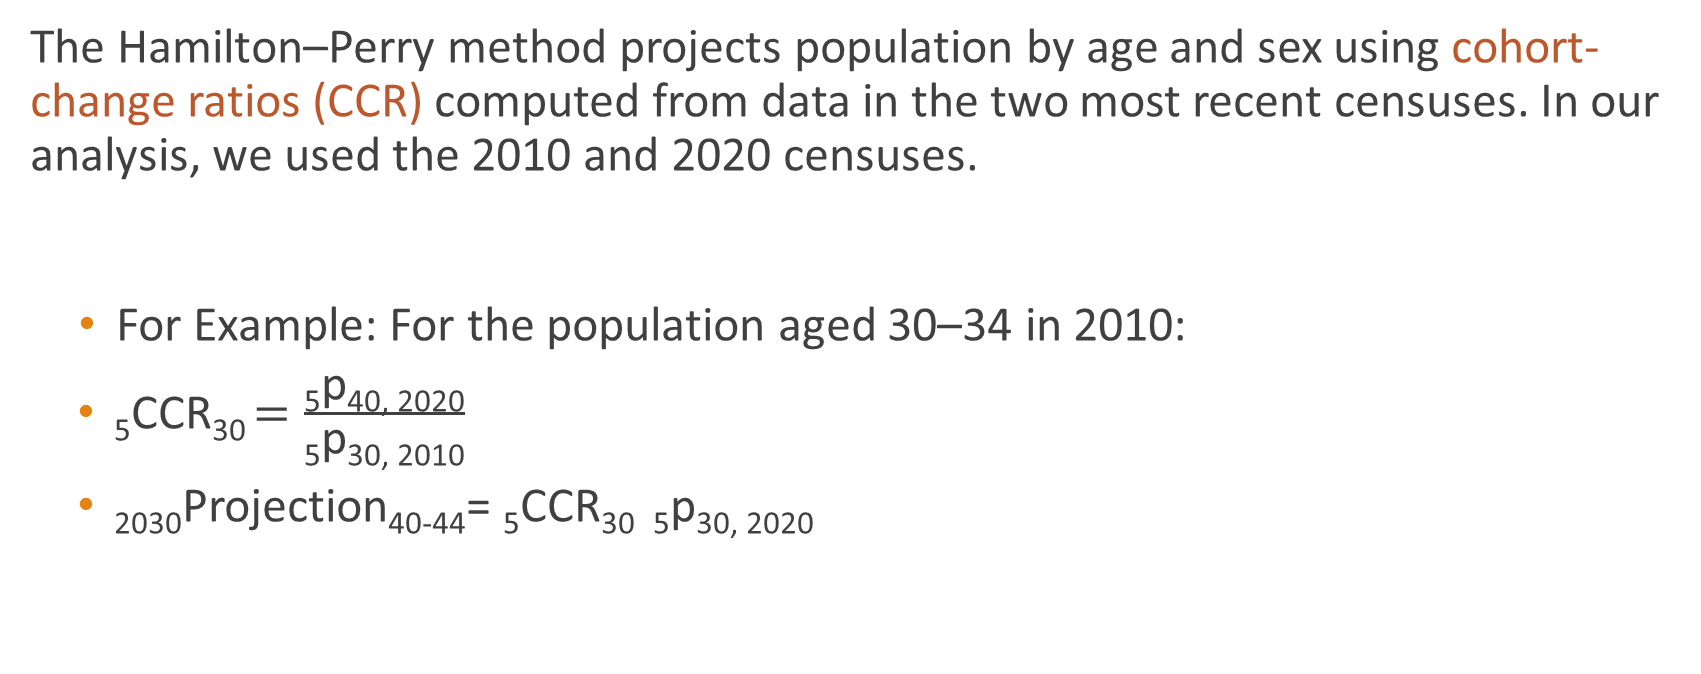 The Hamilton–Perry method projects population by age and sex using cohort-
change ratios (CCR) computed from data in the two most recent censuses. In our
analysis, we used the 2010 and 2020 censuses.
• For Example: For the population aged 30–34 in 2010:
• ₅CCR₃₀ = ₅p₄₀, ₂₀₂₀
₅p₃₀, ₂₀₁₀
• ₂₀₃₀Projection₄₀₋₄₄= ₅CCR₃₀ ₅p₃₀, ₂₀₂₀